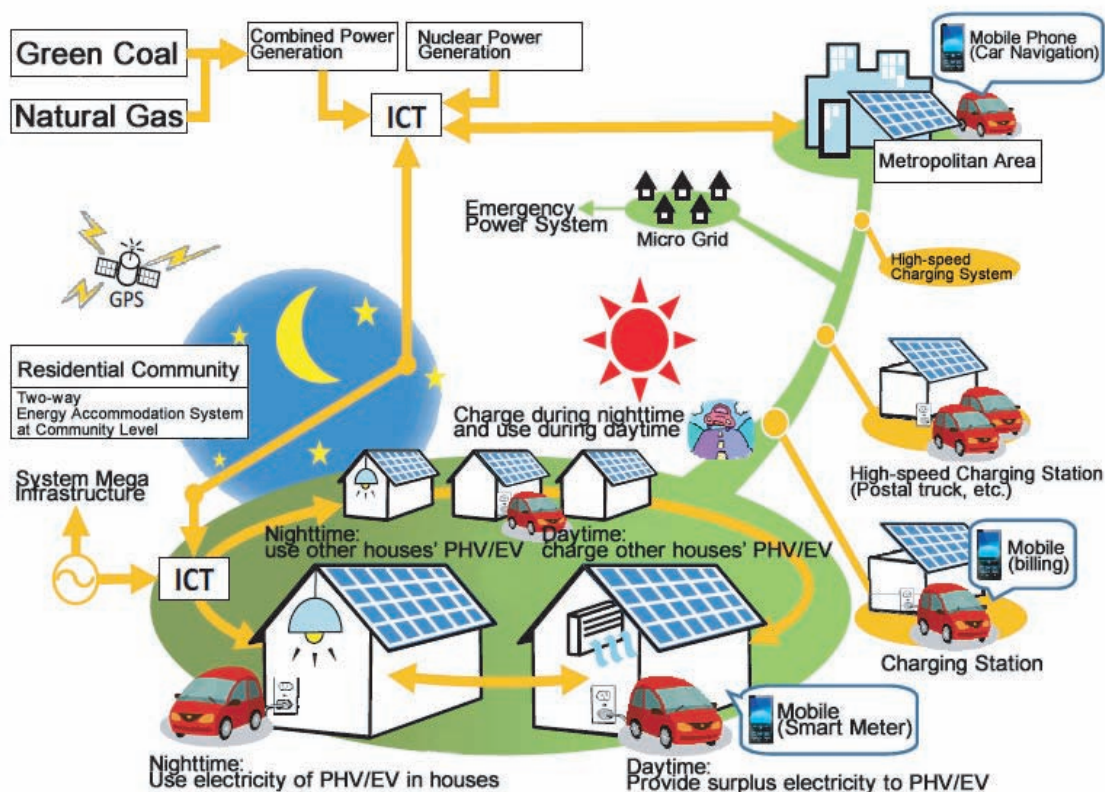 Green Coal
Natural Gas
Combined Power
Generation
Nuclear Power
Generation
ICT
Mobile Phone
(Car Navigation)
Metropolitan Area
Emergency
Power System
Micro Grid
High-speed
Charging System
GPS
Residential Community
Two-way
Energy Accommodation System
at Community Level
Charge during nighttime
and use during daytime
High-speed Charging Station
(Postal truck, etc.)
System Mega
Infrastructure
Nighttime:
use other houses' PHV/EV
Daytime:
charge other houses' PHV/EV
ICT
Mobile
(billing)
Charging Station
Mobile
(Smart Meter)
Nighttime:
Use electricity of PHV/EV in houses
Daytime:
Provide surplus electricity to PHV/EV